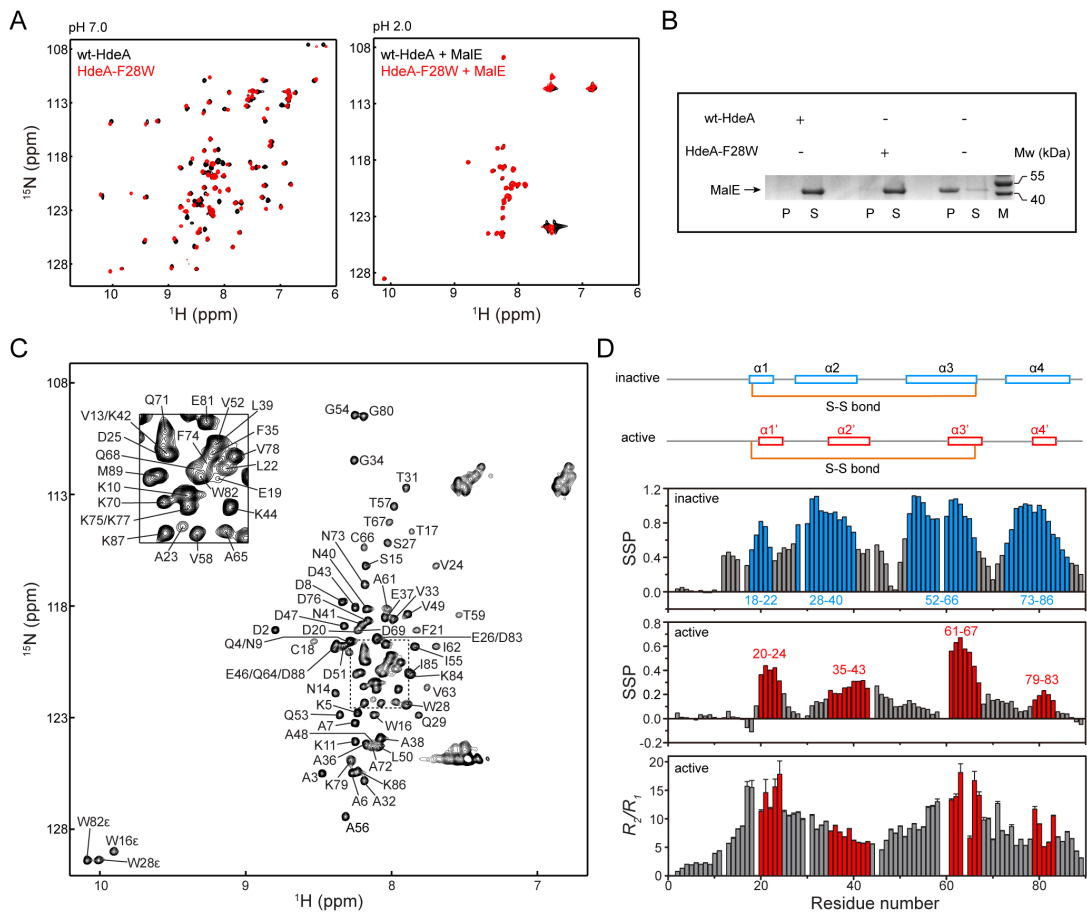 A
pH 7.0
wt-HdeA
HdeA-F28W
108
113
118
123
128
15N (ppm)
10 9 8 7 6
1H (ppm)
pH 2.0
wt-HdeA + MalE
HdeA-F28W + MalE
108
113
118
123
128
9 8 7 6
1H (ppm)
B
wt-HdeA + - -
HdeA-F28W - + - Mw (kDa)
MalE
55
40
P S P S P S M
C
108
113
118
123
128
15N (ppm)
10 9 8 7
1H (ppm)
Q71
E81
V52
L39
V13/K42
F74
F35
D25
V78
Q68
L22
M89
K10
E19
W82
K70
K44
K75/K77
K87
A23
V58
A65
G54
G80
G34
T31
T57
T67
T17
N73
C66
S27
N40
S15
V24
D43
A61
E37
V33
D8
D76
V49
N41
D47
T59
D2
D20
D69
F21
Q4/N9
E26/D83
C18
I62
E46/Q64/D88
D51
I55
I85
K84
N14
V63
K5
W28
Q53
W16
Q29
A7
A48
A38
K11
L50
A36
A72
A3
K79
K86
A6
A32
A56
W82ε
W16ε
W28ε
D
α1 α2 α3 α4
inactive
S-S bond
α1' α2' α3' α4'
active
S-S bond
1.2
0.8
0.4
0.0
SSP
inactive
18-22 28-40 52-66 73-86
0.8
0.6
0.4
0.2
0.0
-0.2
SSP
active
61-67
20-24
35-43
79-83
20
15
10
5
0
R2/R1
active
0 20 40 60 80
Residue number